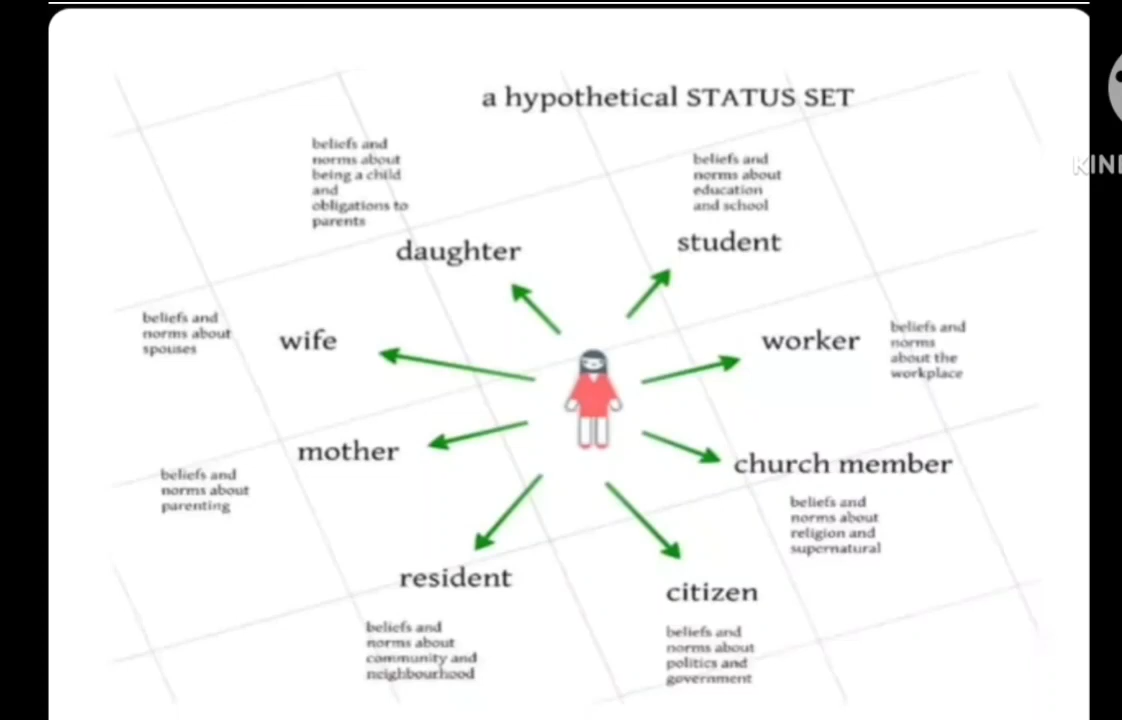 a hypothetical STATUS SET
beliefs and
norms about
being a child
and
obligations to
parents
daughter
beliefs and
norms about
education
and school
student
beliefs and
norms about
spouses
wife
worker
beliefs and
norms
about the
workplace
mother
beliefs and
norms about
parenting
church member
beliefs and
norms about
religion and
supernatural
resident
beliefs and
norms about
community and
neighbourhood
citizen
beliefs and
norms about
politics and
government